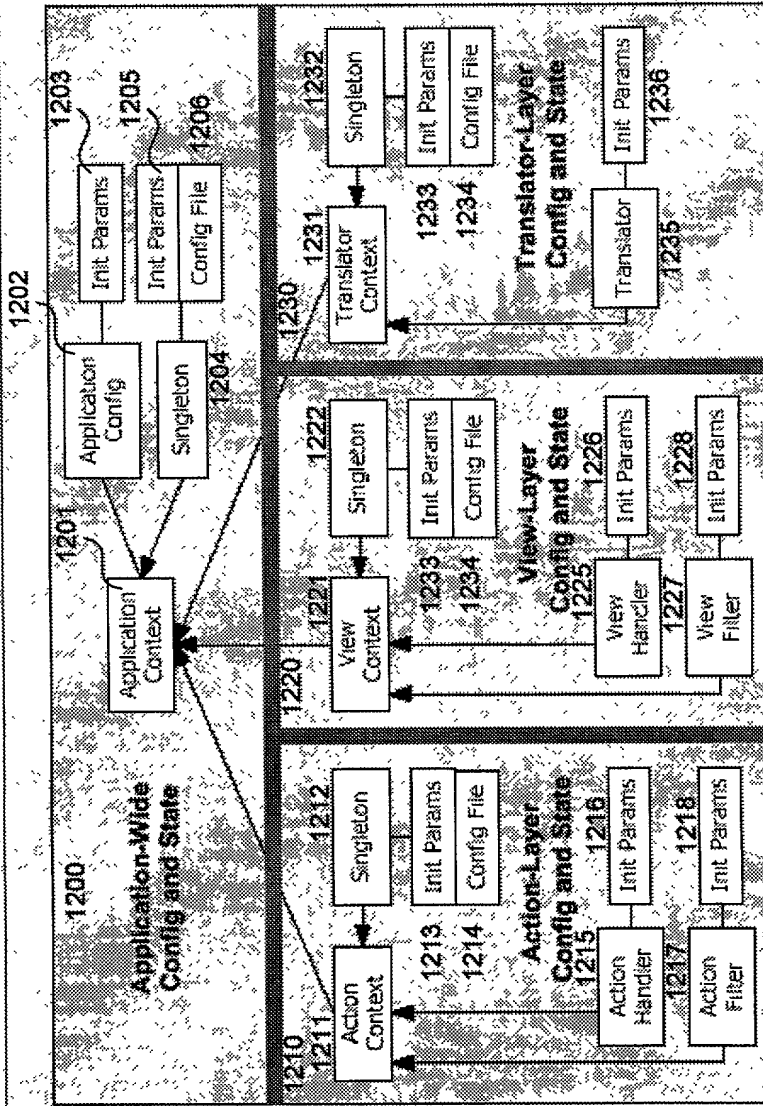 1200
Application-Wide
Config and State
1201
Application
Context
1202
Application
Config
1203
Init Params
Singleton
1204
1205
Init Params
Config File
1206
1210
1211
Action
Context
Singleton
1212
1213
Init Params
1214
Config File
Action-Layer
Config and State
1215
Action
Handler
Init Params
1216
1217
Action
Filter
Init Params
1218
1220
1221
View
Context
Singleton
1222
1233
Init Params
1234
Config File
View-Layer
Config and State
1225
View
Handler
Init Params
1226
1227
View
Filter
Init Params
1228
1230
1231
Translator
Context
Singleton
1232
1233
Init Params
1234
Config File
Translator-Layer
Config and State
Translator
1235
Init Params
1236